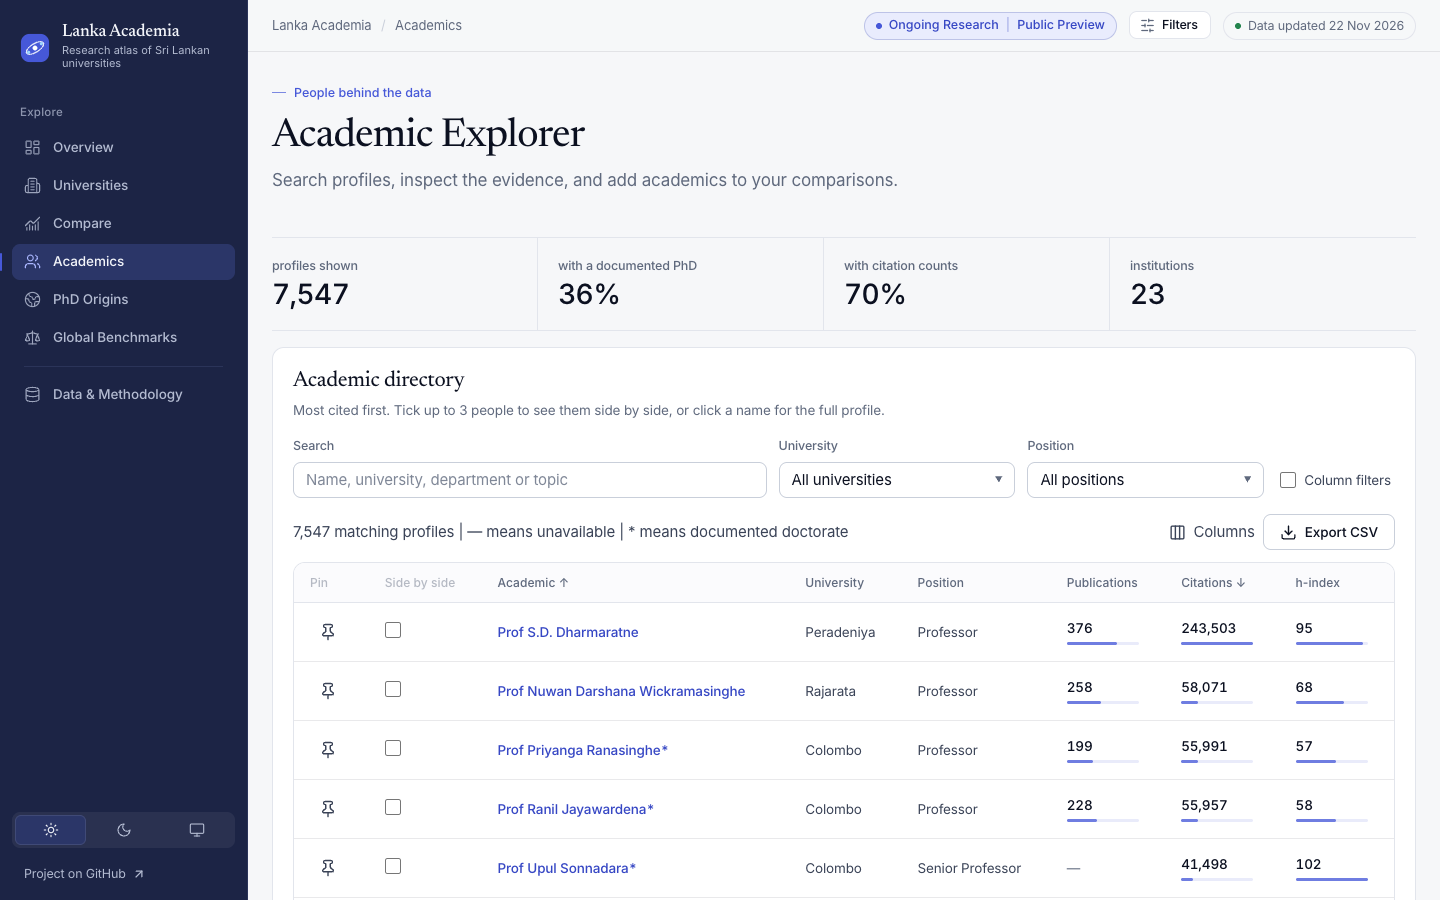 Lanka Academia
Research atlas of Sri Lankan
universities
Explore
Overview
Universities
Compare
Academics
PhD Origins
Global Benchmarks
Data & Methodology
Project on GitHub ↗
Lanka Academia / Academics
Ongoing Research | Public Preview
Filters
Data updated 22 Nov 2026
— People behind the data
Academic Explorer
Search profiles, inspect the evidence, and add academics to your comparisons.
profiles shown
7,547
with a documented PhD
36%
with citation counts
70%
institutions
23
Academic directory
Most cited first. Tick up to 3 people to see them side by side, or click a name for the full profile.
Search
Name, university, department or topic
University
All universities
Position
All positions
Column filters
7,547 matching profiles | — means unavailable | * means documented doctorate
Columns
Export CSV
Pin Side by side Academic ↑ University Position Publications Citations ↓ h-index
Prof S.D. Dharmaratne Peradeniya Professor 376 243,503 95
Prof Nuwan Darshana Wickramasinghe Rajarata Professor 258 58,071 68
Prof Priyanga Ranasinghe* Colombo Professor 199 55,991 57
Prof Ranil Jayawardena* Colombo Professor 228 55,957 58
Prof Upul Sonnadara* Colombo Senior Professor — 41,498 102